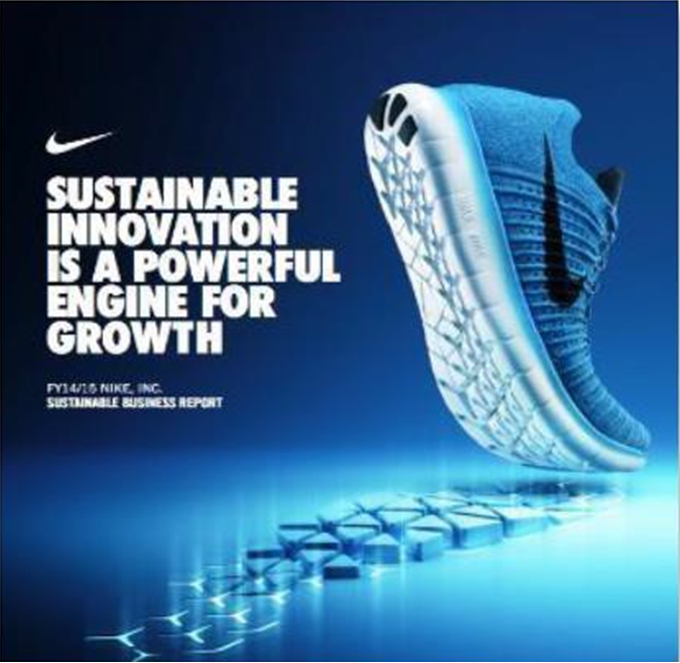 SUSTAINABLE
INNOVATION
IS A POWERFUL
ENGINE FOR
GROWTH
FY14/15 NIKE, INC.
SUSTAINABLE BUSINESS REPORT